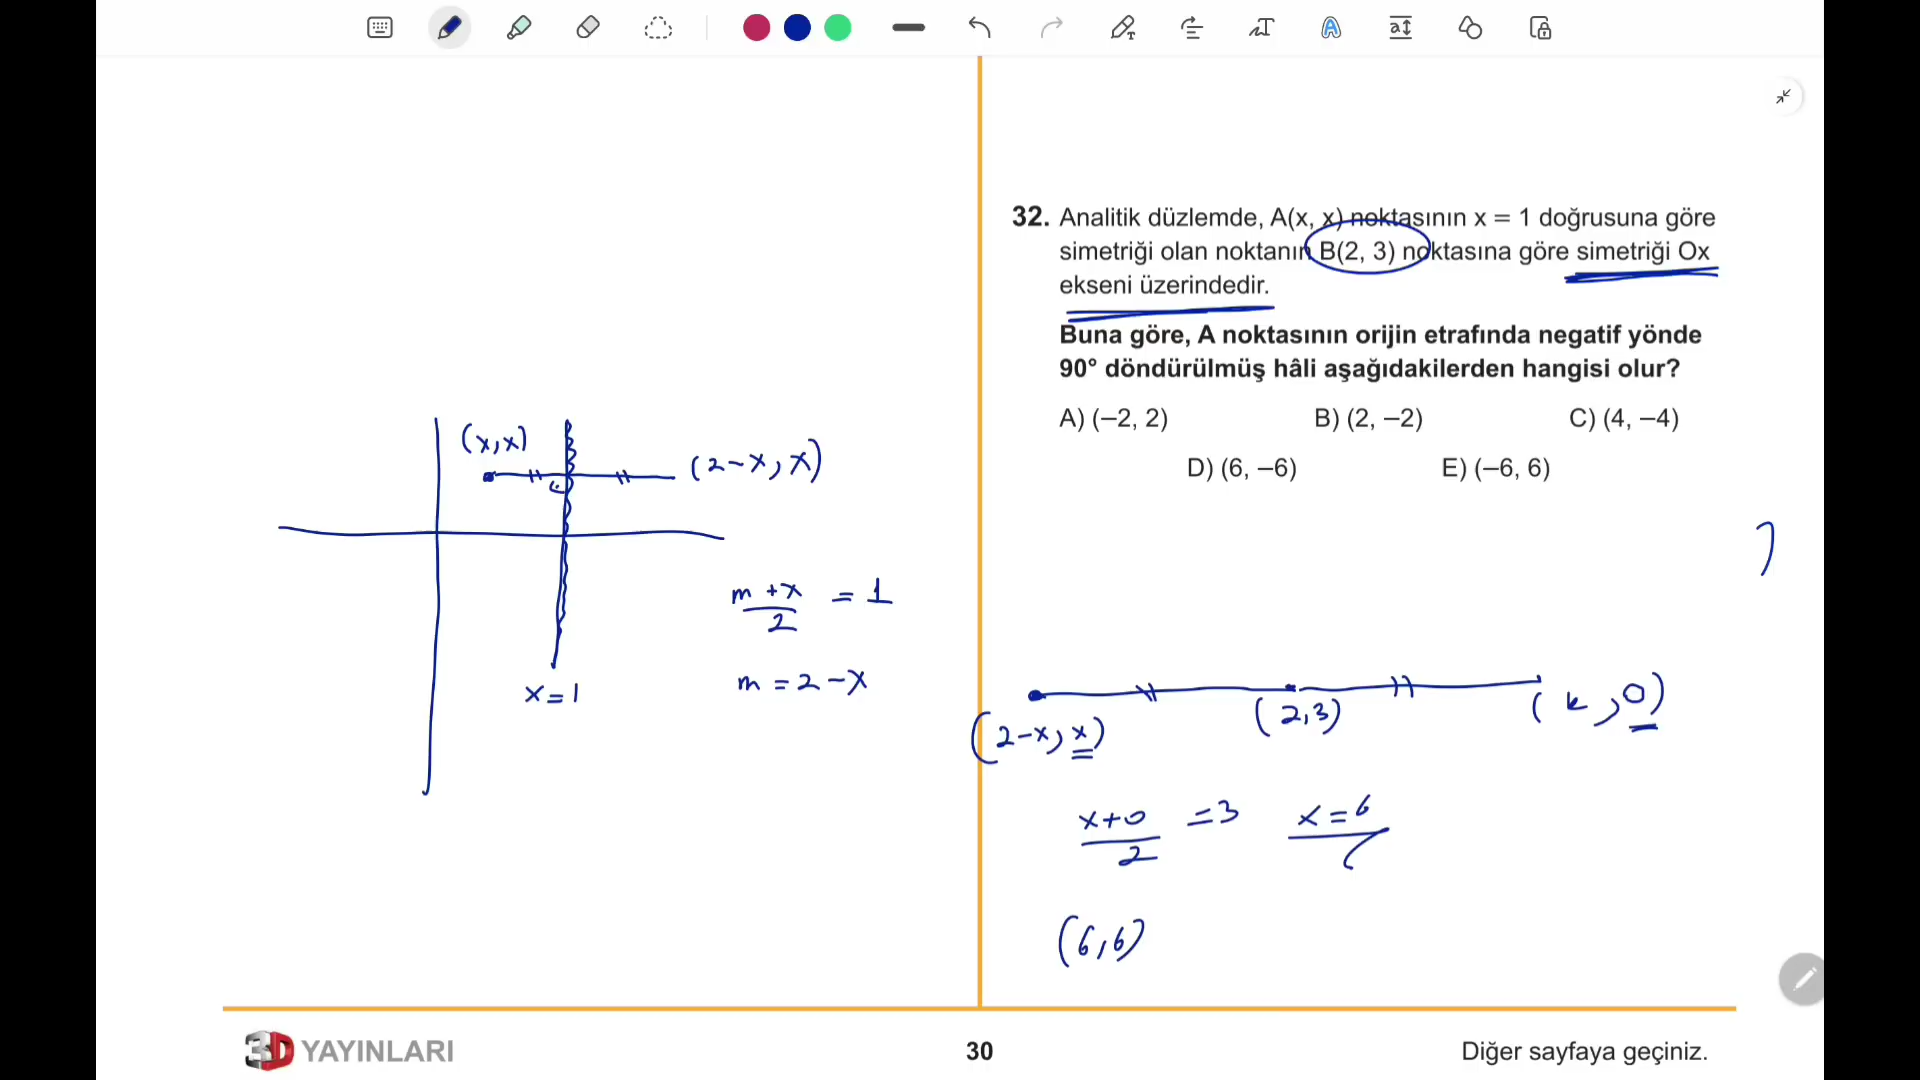 32. Analitik düzlemde, A(x, x) noktasının x = 1 doğrusuna göre
simetriği olan noktanın B(2, 3) noktasına göre simetriği Ox
ekseni üzerindedir.
Buna göre, A noktasının orijin etrafında negatif yönde
90° döndürülmüş hâli aşağıdakilerden hangisi olur?
A) (−2, 2) B) (2, −2) C) (4, −4)
D) (6, −6) E) (−6, 6)
(x,x)
(2-x, x)
m+x/2 = 1
x=1
m=2-x
(2-x, x) (2,3) (k, 0)
x+0/2 =3 x=6
(6,6)
3D YAYINLARI
30
Diğer sayfaya geçiniz.